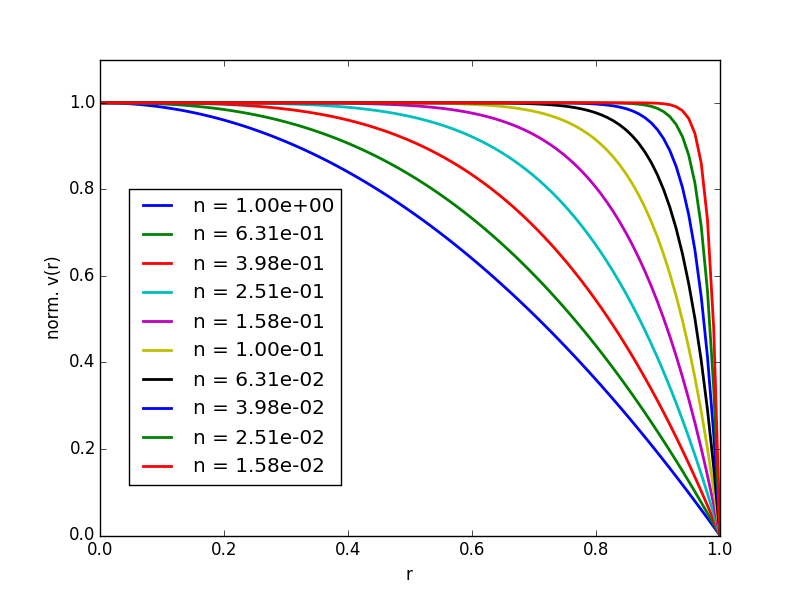 1.0
0.8
0.6
0.4
0.2
0.0
norm. v(r)
n = 1.00e+00
n = 6.31e-01
n = 3.98e-01
n = 2.51e-01
n = 1.58e-01
n = 1.00e-01
n = 6.31e-02
n = 3.98e-02
n = 2.51e-02
n = 1.58e-02
0.0 0.2 0.4 0.6 0.8 1.0
r